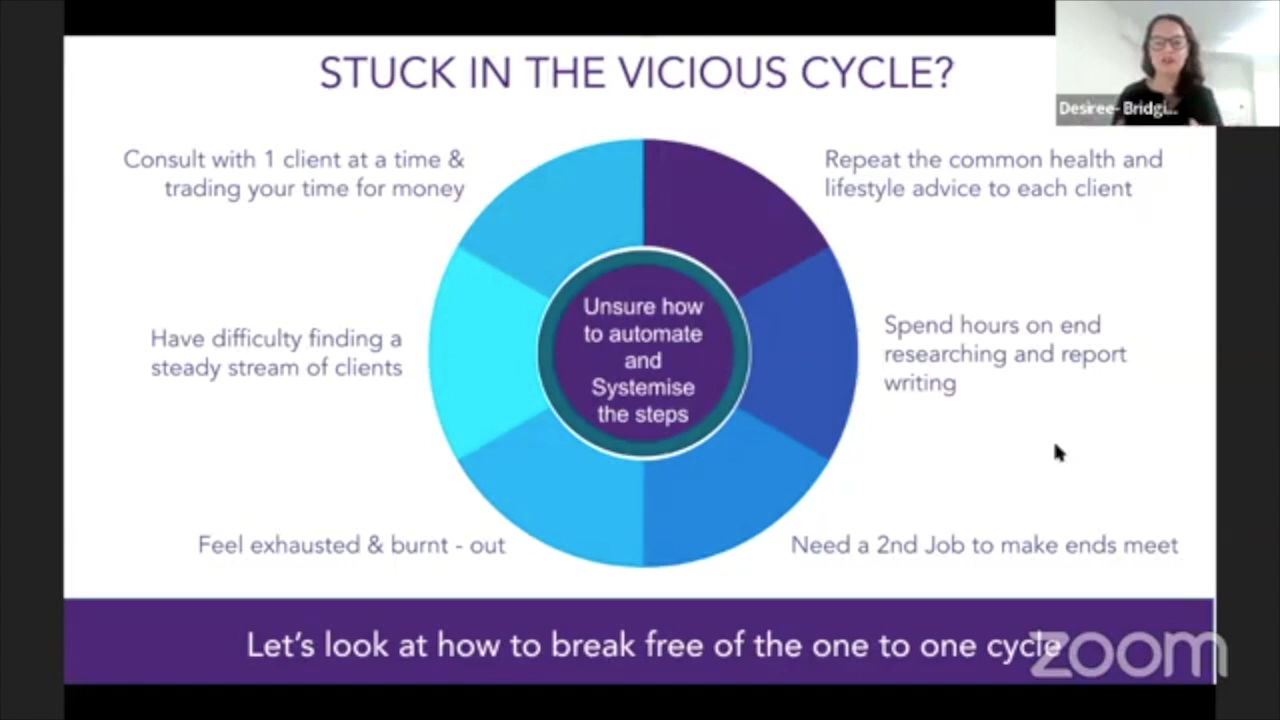 STUCK IN THE VICIOUS CYCLE?
Desiree- Bridgi...
Consult with 1 client at a time &
trading your time for money
Repeat the common health and
lifestyle advice to each client
Unsure how
to automate
and
Systemise
the steps
Have difficulty finding a
steady stream of clients
Spend hours on end
researching and report
writing
Feel exhausted & burnt - out
Need a 2nd Job to make ends meet
Let's look at how to break free of the one to one cycle
zoom